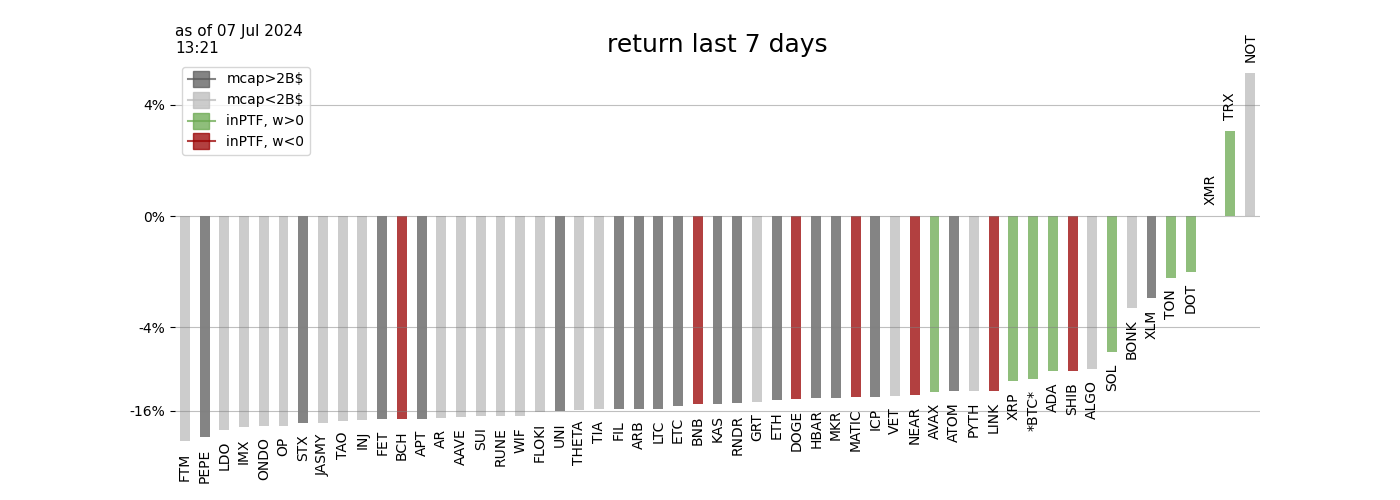 as of 07 Jul 2024
13:21
return last 7 days
mcap>2B$
mcap<2B$
inPTF, w>0
inPTF, w<0
4%
0%
-4%
-16%
FTM
PEPE
LDO
IMX
ONDO
OP
STX
JASMY
TAO
INJ
FET
BCH
APT
AR
AAVE
SUI
RUNE
WIF
FLOKI
UNI
THETA
TIA
FIL
ARB
LTC
ETC
BNB
KAS
RNDR
GRT
ETH
DOGE
HBAR
MKR
MATIC
ICP
VET
NEAR
AVAX
ATOM
PYTH
LINK
XRP
*BTC*
ADA
SHIB
ALGO
SOL
BONK
XLM
TON
DOT
XMR
TRX
NOT